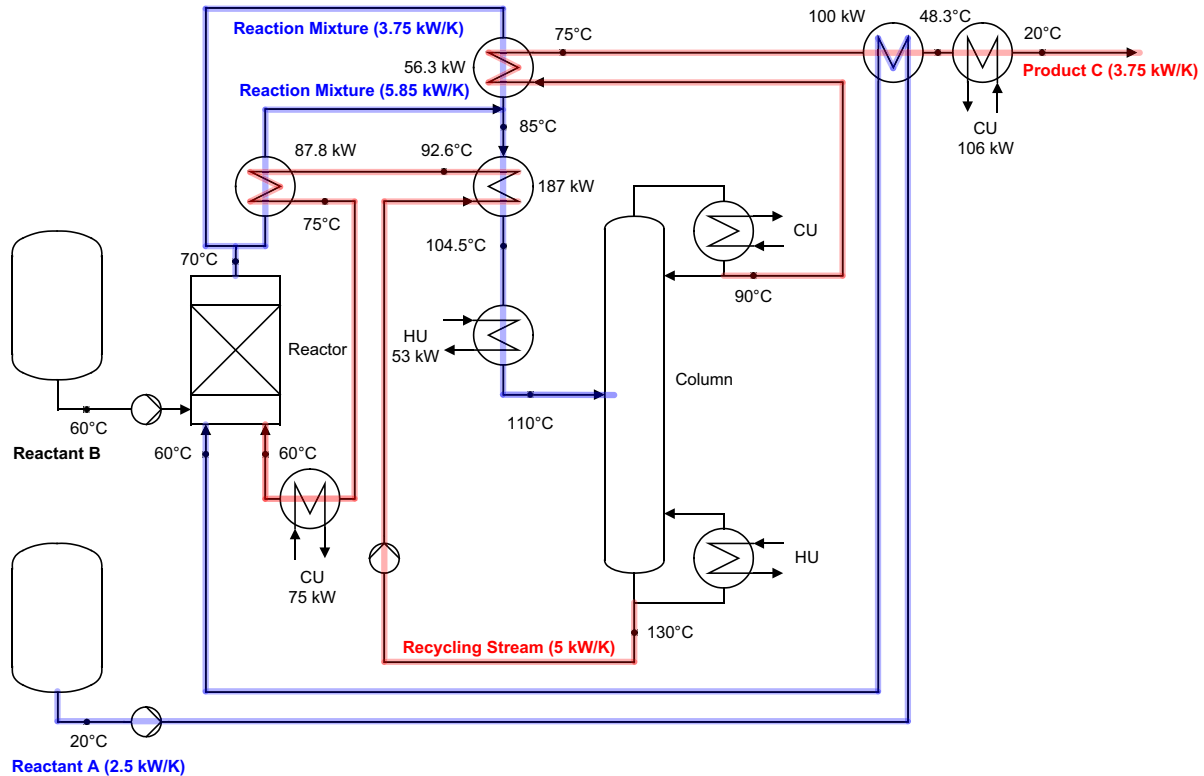 Reaction Mixture (3.75 kW/K)
75°C
100 kW
48.3°C
20°C
56.3 kW
Product C (3.75 kW/K)
Reaction Mixture (5.85 kW/K)
85°C
CU
106 kW
87.8 kW
92.6°C
187 kW
75°C
CU
104.5°C
70°C
90°C
HU
53 kW
Reactor
Column
110°C
60°C
Reactant B
60°C
60°C
CU
75 kW
HU
130°C
Recycling Stream (5 kW/K)
20°C
Reactant A (2.5 kW/K)